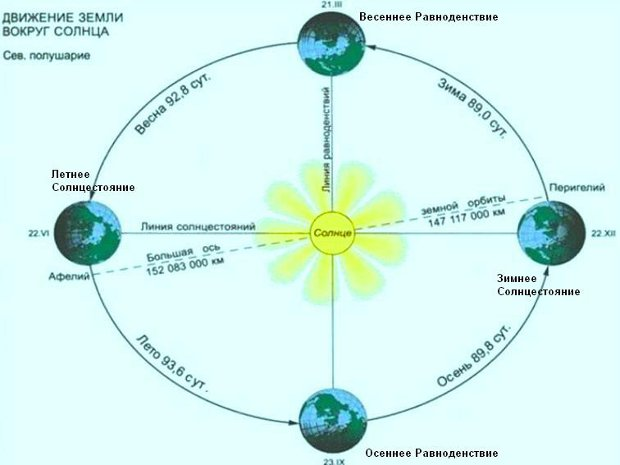 ДВИЖЕНИЕ ЗЕМЛИ
ВОКРУГ СОЛНЦА
Сев. полушарие
21.III
Весеннее Равноденствие
Весна 92,8 сут.
Зима 89,0 сут.
Линия равноденствий
Летнее
Солнцестояние
Перигелий
земной орбиты
147 117 000 км
22.VI
Линия солнцестояний
Солнце
22.XII
Большая ось
152 083 000 км
Афелий
Зимнее
Солнцестояние
Лето 93,6 сут.
Осень 89,8 сут.
Осеннее Равноденствие
23.IX